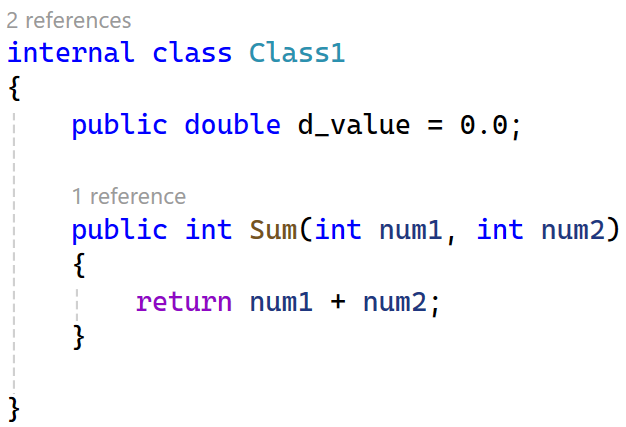 2 references
internal class Class1
{
    public double d_value = 0.0;
    1 reference
    public int Sum(int num1, int num2)
    {
        return num1 + num2;
    }
}